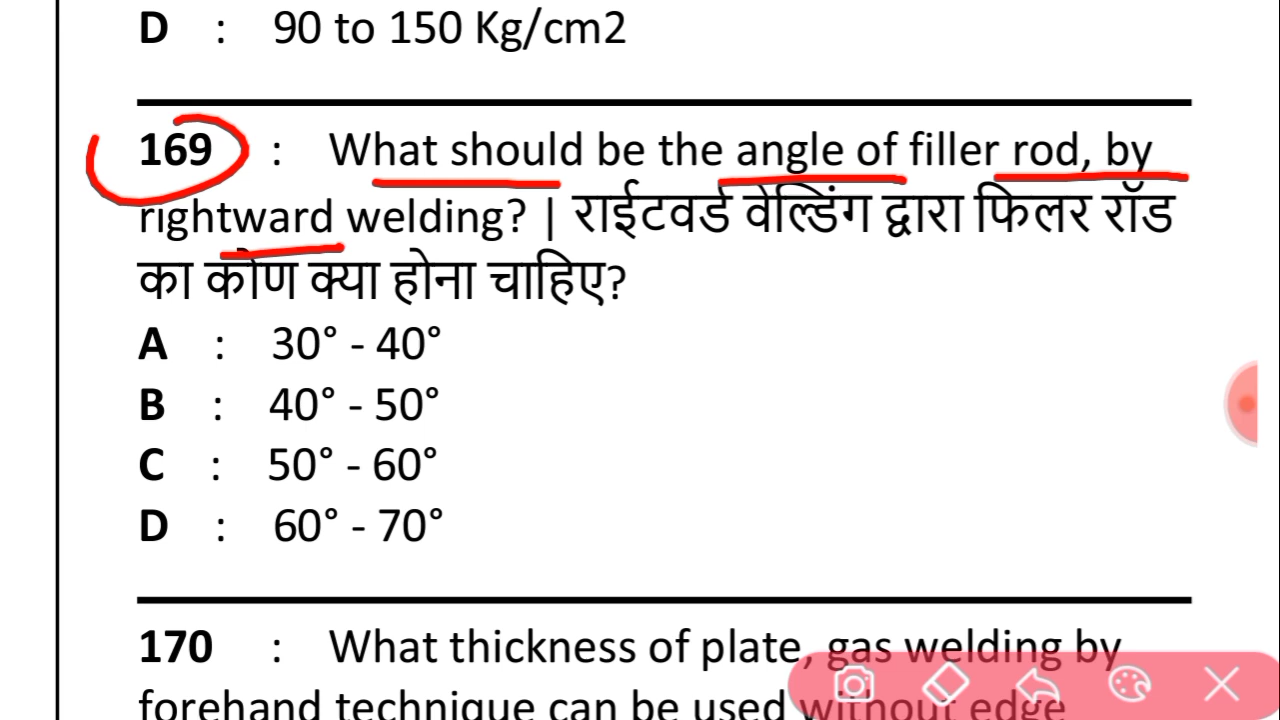 D : 90 to 150 Kg/cm2
169 : What should be the angle of filler rod, by
rightward welding? | राईटवर्ड वेल्डिंग द्वारा फिलर रॉड
का कोण क्या होना चाहिए?
A : 30° - 40°
B : 40° - 50°
C : 50° - 60°
D : 60° - 70°
170 : What thickness of plate, gas welding by
forehand technique can be used without edge